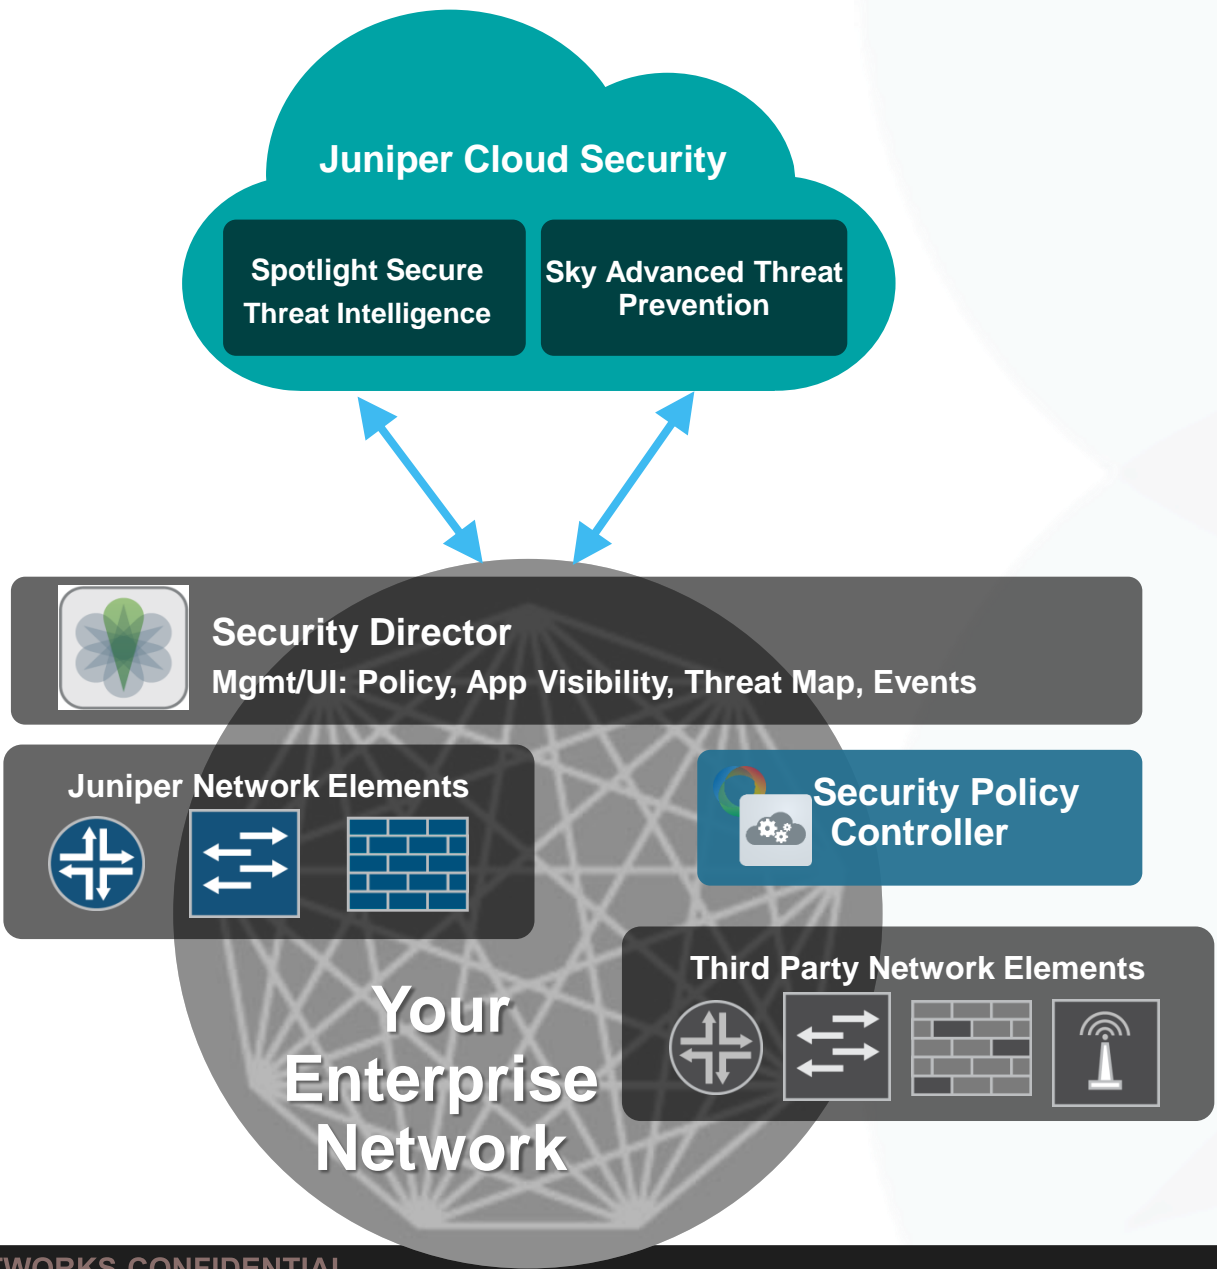 Juniper Cloud Security
Spotlight Secure
Threat Intelligence
Sky Advanced Threat
Prevention
Security Director
Mgmt/UI: Policy, App Visibility, Threat Map, Events
Juniper Network Elements
Security Policy
Controller
Third Party Network Elements
Your
Enterprise
Network
CONFIDENTIAL